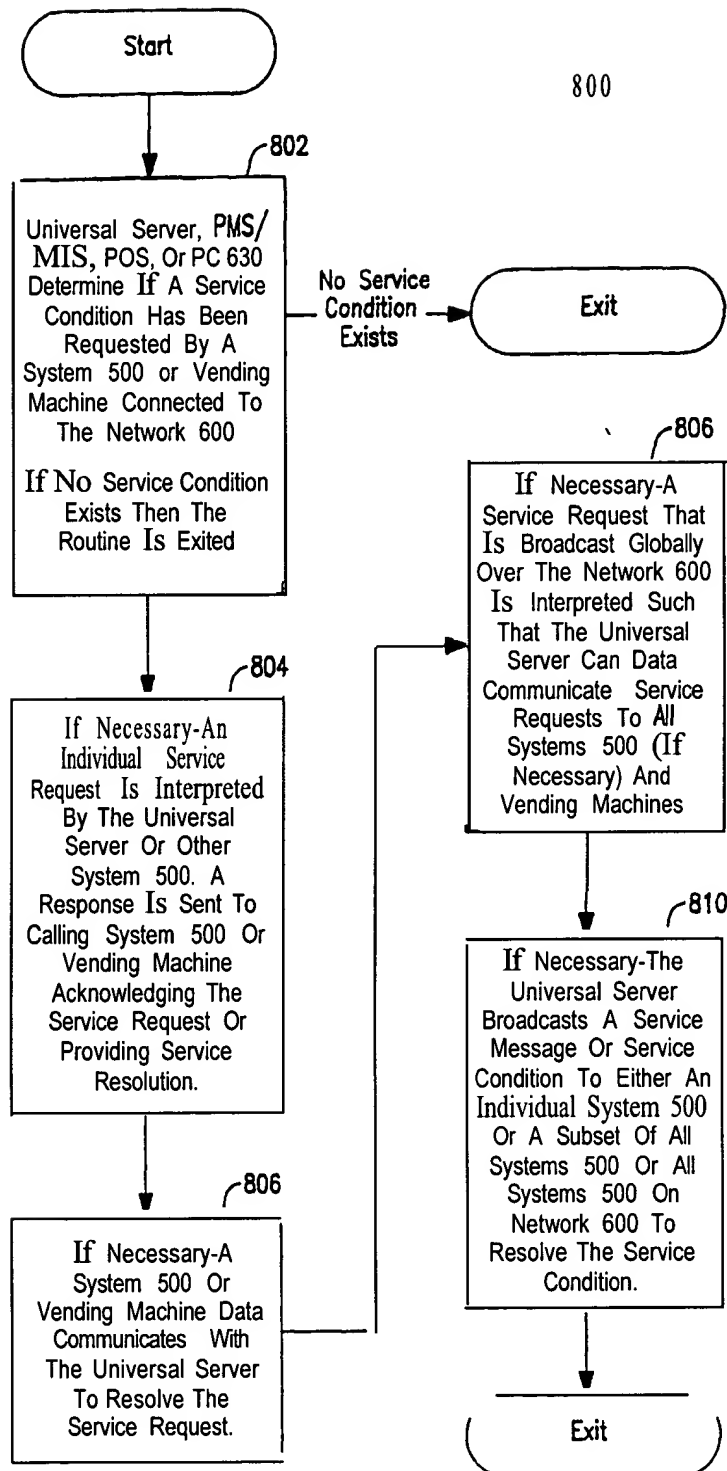 Start
800
802
Universal Server, PMS/
MIS, POS, Or PC 630
Determine If A Service
Condition Has Been
Requested By A
System 500 or Vending
Machine Connected To
The Network 600
If No Service Condition
Exists Then The
Routine Is Exited
No Service
Condition
Exists
Exit
804
If Necessary-An
Individual Service
Request Is Interpreted
By The Universal
Server Or Other
System 500. A
Response Is Sent To
Calling System 500 Or
Vending Machine
Acknowledging The
Service Request Or
Providing Service
Resolution.
806
If Necessary-A
System 500 Or
Vending Machine Data
Communicates With
The Universal Server
To Resolve The
Service Request.
806
If Necessary-A
Service Request That
Is Broadcast Globally
Over The Network 600
Is Interpreted Such
That The Universal
Server Can Data
Communicate Service
Requests To All
Systems 500 (If
Necessary) And
Vending Machines
810
If Necessary-The
Universal Server
Broadcasts A Service
Message Or Service
Condition To Either An
Individual System 500
Or A Subset Of All
Systems 500 Or All
Systems 500 On
Network 600 To
Resolve The Service
Condition.
Exit